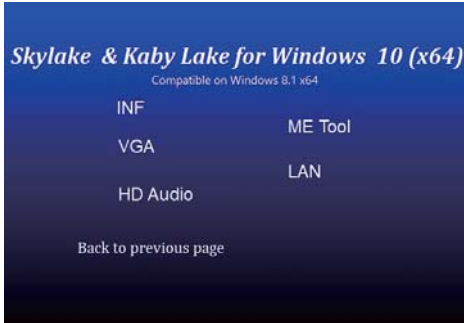 Skylake & Kaby Lake for Windows 10 (x64)
Compatible on Windows 8.1 x64
INF
ME Tool
VGA
LAN
HD Audio
Back to previous page